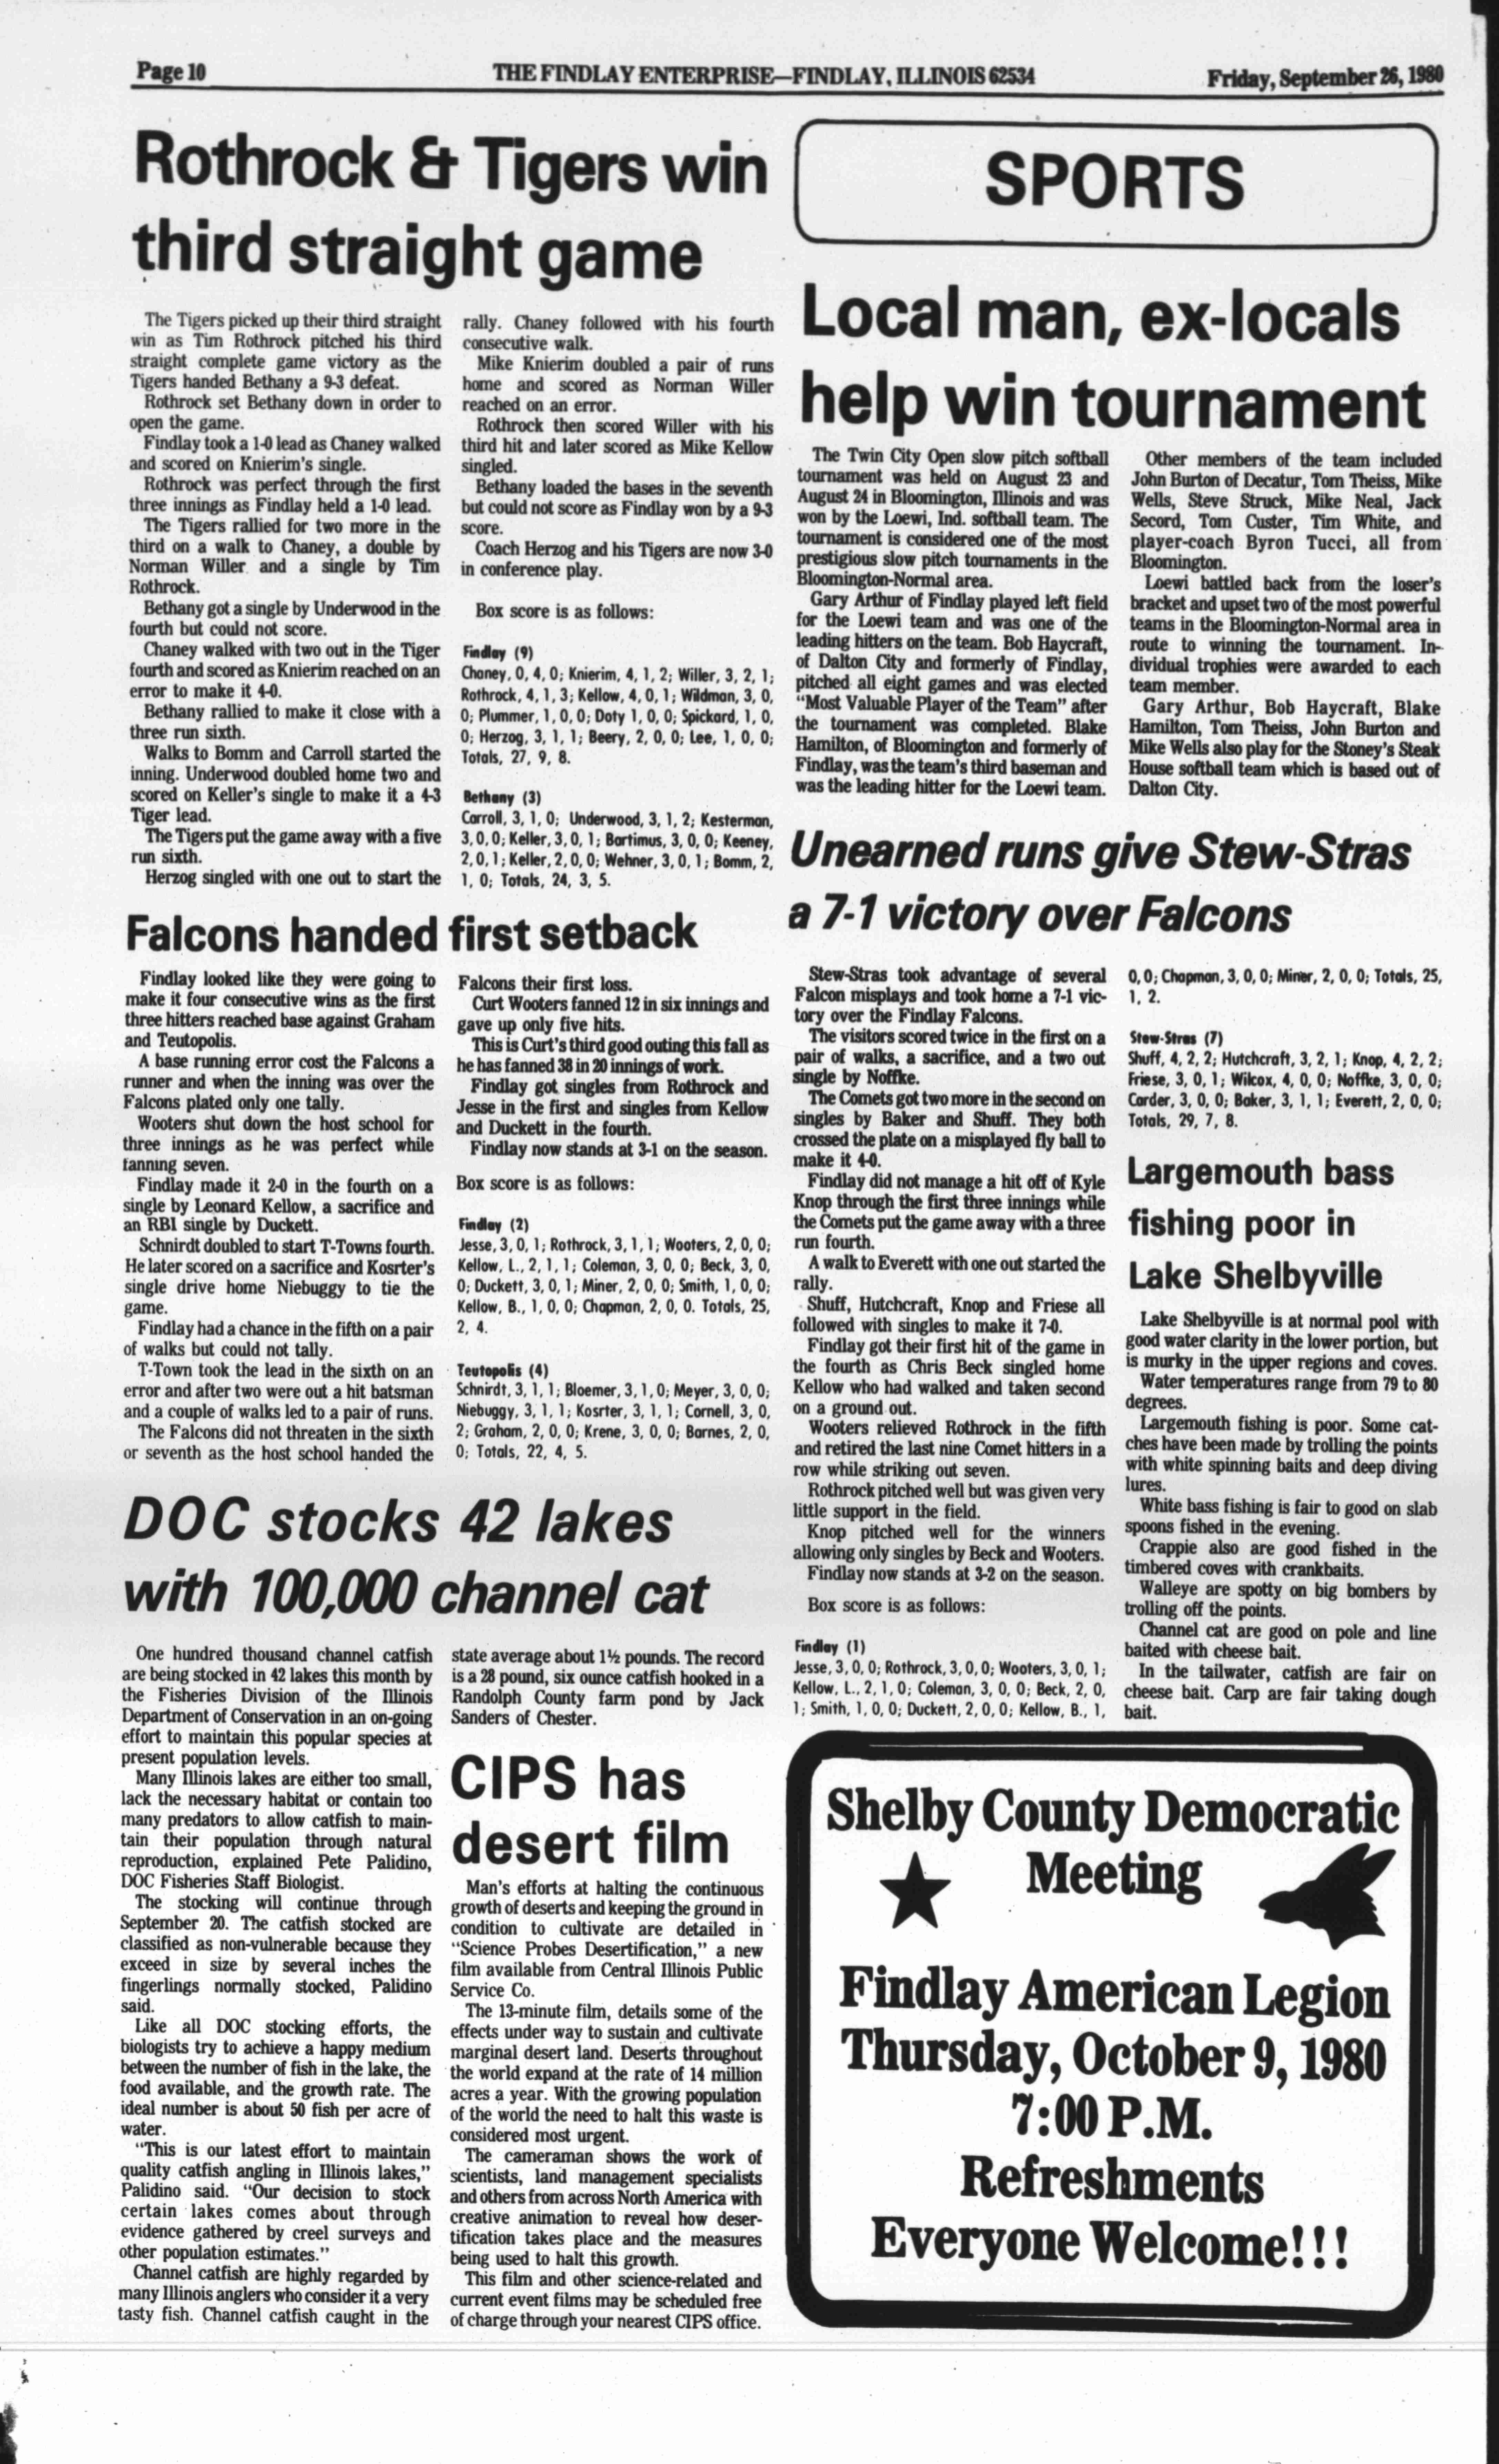 Page 10
THE FINDLAY ENTERPRISE—FINDLAY, ILLINOIS 62534
Friday, September 26, 1980
Rothrock & Tigers win
third straight game
The Tigers picked up their third straight
win as Tim Rothrock pitched his third
straight complete game victory as the
Tigers handed Bethany a 9-3 defeat.
Rothrock set Bethany down in order to
open the game.
Findlay took a 1-0 lead as Chaney walked
and scored on Knierim's single.
Rothrock was perfect through the first
three innings as Findlay held a 1-0 lead.
The Tigers rallied for two more in the
third on a walk to Chaney, a double by
Norman Willer and a single by Tim
Rothrock.
Bethany got a single by Underwood in the
fourth but could not score.
Chaney walked with two out in the Tiger
fourth and scored as Knierim reached on an
error to make it 4-0.
Bethany rallied to make it close with a
three run sixth.
Walks to Bomm and Carroll started the
inning. Underwood doubled home two and
scored on Keller's single to make it a 4-3
Tiger lead.
The Tigers put the game away with a five
run sixth.
Herzog singled with one out to start the
rally. Chaney followed with his fourth
consecutive walk.
Mike Knierim doubled a pair of runs
home and scored as Norman Willer
reached on an error.
Rothrock then scored Willer with his
third hit and later scored as Mike Kellow
singled.
Bethany loaded the bases in the seventh
but could not score as Findlay won by a 9-3
score.
Coach Herzog and his Tigers are now 3-0
in conference play.
Box score is as follows:
Findlay (9)
Chaney, 0, 4, 0; Knierim, 4, 1, 2; Willer, 3, 2, 1;
Rothrock, 4, 1, 3; Kellow, 4, 0, 1; Wildman, 3, 0,
0; Plummer, 1, 0, 0; Doty 1, 0, 0; Spickard, 1, 0,
0; Herzog, 3, 1, 1; Beery, 2, 0, 0; Lee, 1, 0, 0;
Totals, 27, 9, 8.
Bethany (3)
Carroll, 3, 1, 0; Underwood, 3, 1, 2; Kesterman,
3, 0, 0; Keller, 3, 0, 1; Bartimus, 3, 0, 0; Keeney,
2, 0, 1; Keller, 2, 0, 0; Wehner, 3, 0, 1; Bomm, 2,
1, 0; Totals, 24, 3, 5.
SPORTS
Local man, ex-locals
help win tournament
The Twin City Open slow pitch softball
tournament was held on August 23 and
August 24 in Bloomington, Illinois and was
won by the Loewi, Ind. softball team. The
tournament is considered one of the most
prestigious slow pitch tournaments in the
Bloomington-Normal area.
Gary Arthur of Findlay played left field
for the Loewi team and was one of the
leading hitters on the team. Bob Haycraft,
of Dalton City and formerly of Findlay,
pitched all eight games and was elected
"Most Valuable Player of the Team" after
the tournament was completed. Blake
Hamilton, of Bloomington and formerly of
Findlay, was the team's third baseman and
was the leading hitter for the Loewi team.
Other members of the team included
John Burton of Decatur, Tom Theiss, Mike
Wells, Steve Struck, Mike Neal, Jack
Secord, Tom Custer, Tim White, and
player-coach Byron Tucci, all from
Bloomington.
Loewi battled back from the loser's
bracket and upset two of the most powerful
teams in the Bloomington-Normal area in
route to winning the tournament. In-
dividual trophies were awarded to each
team member.
Gary Arthur, Bob Haycraft, Blake
Hamilton, Tom Theiss, John Burton and
Mike Wells also play for the Stoney's Steak
House softball team which is based out of
Dalton City.
Falcons handed first setback
Findlay looked like they were going to
make it four consecutive wins as the first
three hitters reached base against Graham
and Teutopolis.
A base running error cost the Falcons a
runner and when the inning was over the
Falcons plated only one tally.
Wooters shut down the host school for
three innings as he was perfect while
fanning seven.
Findlay made it 2-0 in the fourth on a
single by Leonard Kellow, a sacrifice and
an RBI single by Duckett.
Schnirdt doubled to start T-Towns fourth.
He later scored on a sacrifice and Kosrter's
single drive home Niebuggy to tie the
game.
Findlay had a chance in the fifth on a pair
of walks but could not tally.
T-Town took the lead in the sixth on an
error and after two were out a hit batsman
and a couple of walks led to a pair of runs.
The Falcons did not threaten in the sixth
or seventh as the host school handed the
Falcons their first loss.
Curt Wooters fanned 12 in six innings and
gave up only five hits.
This is Curt's third good outing this fall as
he has fanned 38 in 20 innings of work.
Findlay got singles from Rothrock and
Jesse in the first and singles from Kellow
and Duckett in the fourth.
Findlay now stands at 3-1 on the season.
Box score is as follows:
Findlay (2)
Jesse, 3, 0, 1; Rothrock, 3, 1, 1; Wooters, 2, 0, 0;
Kellow, L., 2, 1, 1; Coleman, 3, 0, 0; Beck, 3, 0,
0; Duckett, 3, 0, 1; Miner, 2, 0, 0; Smith, 1, 0, 0;
Kellow, B., 1, 0, 0; Chapman, 2, 0, 0. Totals, 25,
2, 4.
Teutopolis (4)
Schnirdt, 3, 1, 1; Bloemer, 3, 1, 0; Meyer, 3, 0, 0;
Niebuggy, 3, 1, 1; Kosrter, 3, 1, 1; Cornell, 3, 0,
2; Graham, 2, 0, 0; Krene, 3, 0, 0; Barnes, 2, 0,
0; Totals, 22, 4, 5.
Unearned runs give Stew-Stras
a 7-1 victory over Falcons
Stew-Stras took advantage of several
Falcon misplays and took home a 7-1 vic-
tory over the Findlay Falcons.
The visitors scored twice in the first on a
pair of walks, a sacrifice, and a two out
single by Noffke.
The Comets got two more in the second on
singles by Baker and Shuff. They both
crossed the plate on a misplayed fly ball to
make it 4-0.
Findlay did not manage a hit off of Kyle
Knop through the first three innings while
the Comets put the game away with a three
run fourth.
A walk to Everett with one out started the
rally.
Shuff, Hutchcraft, Knop and Friese all
followed with singles to make it 7-0.
Findlay got their first hit of the game in
the fourth as Chris Beck singled home
Kellow who had walked and taken second
on a ground out.
Wooters relieved Rothrock in the fifth
and retired the last nine Comet hitters in a
row while striking out seven.
Rothrock pitched well but was given very
little support in the field.
Knop pitched well for the winners
allowing only singles by Beck and Wooters.
Findlay now stands at 3-2 on the season.
Box score is as follows:
Findlay (1)
Jesse, 3, 0, 0; Rothrock, 3, 0, 0; Wooters, 3, 0, 1;
Kellow, L., 2, 1, 0; Coleman, 3, 0, 0; Beck, 2, 0,
1; Smith, 1, 0, 0; Duckett, 2, 0, 0; Kellow, B., 1,
0, 0; Chapman, 3, 0, 0; Miner, 2, 0, 0; Totals, 25,
1, 2.
Stew-Stras (7)
Shuff, 4, 2, 2; Hutchcraft, 3, 2, 1; Knop, 4, 2, 2;
Friese, 3, 0, 1; Wilcox, 4, 0, 0; Noffke, 3, 0, 0;
Carder, 3, 0, 0; Baker, 3, 1, 1; Everett, 2, 0, 0;
Totals, 29, 7, 8.
Largemouth bass
fishing poor in
Lake Shelbyville
Lake Shelbyville is at normal pool with
good water clarity in the lower portion, but
is murky in the upper regions and coves.
Water temperatures range from 79 to 80
degrees.
Largemouth fishing is poor. Some cat-
ches have been made by trolling the points
with white spinning baits and deep diving
lures.
White bass fishing is fair to good on slab
spoons fished in the evening.
Crappie also are good fished in the
timbered coves with crankbaits.
Walleye are spotty on big bombers by
trolling off the points.
Channel cat are good on pole and line
baited with cheese bait.
In the tailwater, catfish are fair on
cheese bait. Carp are fair taking dough
bait.
DOC stocks 42 lakes
with 100,000 channel cat
One hundred thousand channel catfish
are being stocked in 42 lakes this month by
the Fisheries Division of the Illinois
Department of Conservation in an on-going
effort to maintain this popular species at
present population levels.
Many Illinois lakes are either too small,
lack the necessary habitat or contain too
many predators to allow catfish to main-
tain their population through natural
reproduction, explained Pete Palidino,
DOC Fisheries Staff Biologist.
The stocking will continue through
September 20. The catfish stocked are
classified as non-vulnerable because they
exceed in size by several inches the
fingerlings normally stocked, Palidino
said.
Like all DOC stocking efforts, the
biologists try to achieve a happy medium
between the number of fish in the lake, the
food available, and the growth rate. The
ideal number is about 50 fish per acre of
water.
"This is our latest effort to maintain
quality catfish angling in Illinois lakes,"
Palidino said. "Our decision to stock
certain lakes comes about through
evidence gathered by creel surveys and
other population estimates."
Channel catfish are highly regarded by
many Illinois anglers who consider it a very
tasty fish. Channel catfish caught in the
state average about 1½ pounds. The record
is a 28 pound, six ounce catfish hooked in a
Randolph County farm pond by Jack
Sanders of Chester.
CIPS has
desert film
Man's efforts at halting the continuous
growth of deserts and keeping the ground in
condition to cultivate are detailed in
"Science Probes Desertification," a new
film available from Central Illinois Public
Service Co.
The 13-minute film, details some of the
effects under way to sustain and cultivate
marginal desert land. Deserts throughout
the world expand at the rate of 14 million
acres a year. With the growing population
of the world the need to halt this waste is
considered most urgent.
The cameraman shows the work of
scientists, land management specialists
and others from across North America with
creative animation to reveal how deser-
tification takes place and the measures
being used to halt this growth.
This film and other science-related and
current event films may be scheduled free
of charge through your nearest CIPS office.
Shelby County Democratic
Meeting
Findlay American Legion
Thursday, October 9, 1980
7:00 P.M.
Refreshments
Everyone Welcome!!!